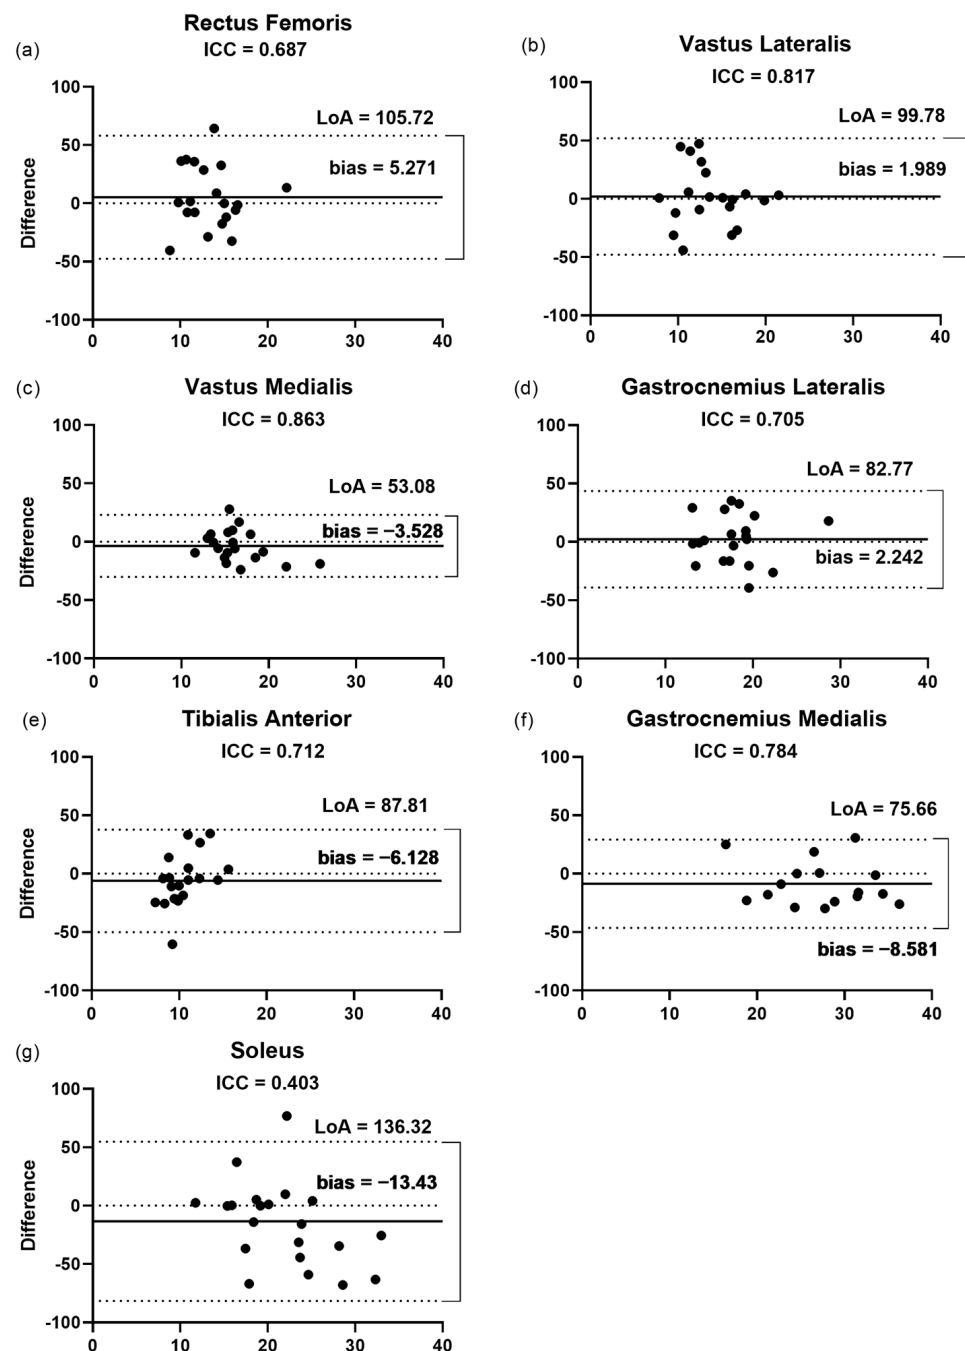 (a)
Rectus Femoris
ICC = 0.687
100
50
0
-50
-100
Difference
LoA = 105.72
bias = 5.271
0 10 20 30 40
(b)
Vastus Lateralis
ICC = 0.817
100
50
0
-50
-100
LoA = 99.78
bias = 1.989
0 10 20 30 40
(c)
Vastus Medialis
ICC = 0.863
100
50
0
-50
-100
Difference
LoA = 53.08
bias = −3.528
0 10 20 30 40
(d)
Gastrocnemius Lateralis
ICC = 0.705
100
50
0
-50
-100
LoA = 82.77
bias = 2.242
0 10 20 30 40
(e)
Tibialis Anterior
ICC = 0.712
100
50
0
-50
-100
Difference
LoA = 87.81
bias = −6.128
0 10 20 30 40
(f)
Gastrocnemius Medialis
ICC = 0.784
100
50
0
-50
-100
LoA = 75.66
bias = −8.581
0 10 20 30 40
(g)
Soleus
ICC = 0.403
100
50
0
-50
-100
Difference
LoA = 136.32
bias = −13.43
0 10 20 30 40